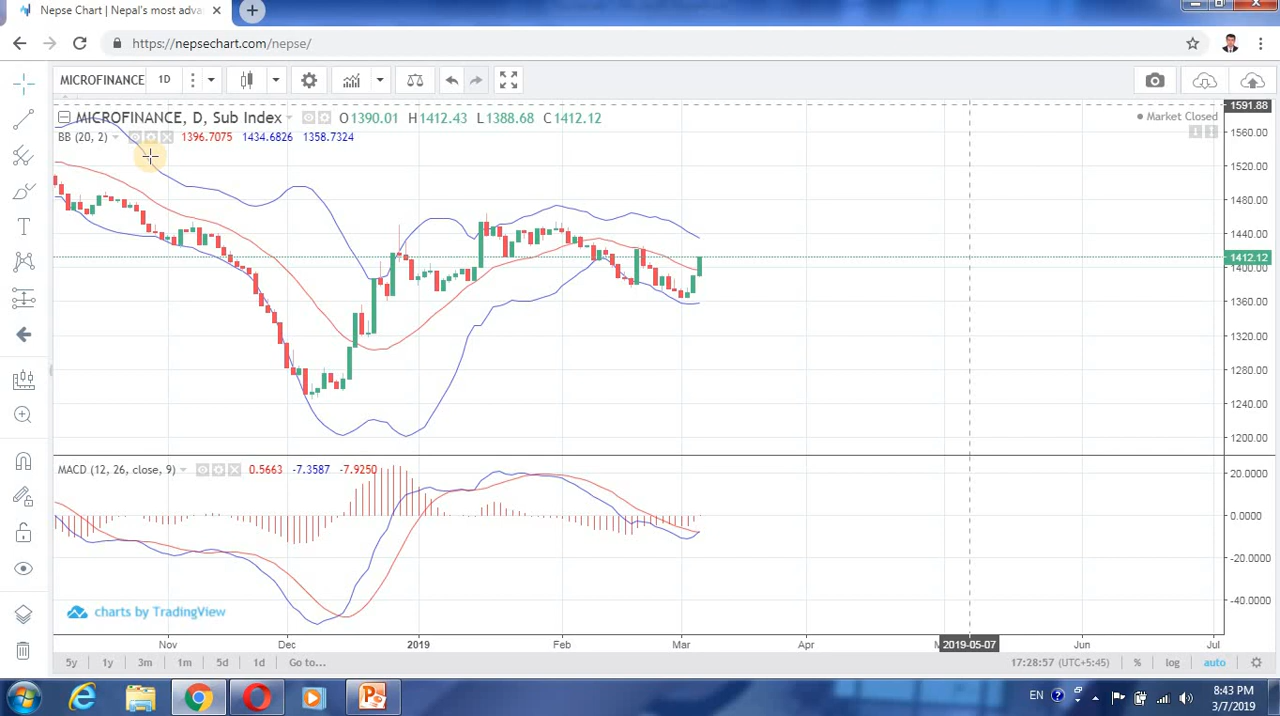 Nepse Chart | Nepal's most adva
https://nepsechart.com/nepse/
MICROFINANCE 1D
MICROFINANCE, D, Sub Index O1390.01 H1412.43 L1388.68 C1412.12
BB (20, 2) 1396.7075 1434.6826 1358.7324
Market Closed
1591.88
1560.00
1520.00
1480.00
1440.00
1412.12
1400.00
1360.00
1320.00
1280.00
1240.00
1200.00
MACD (12, 26, close, 9) 0.5663 -7.3587 -7.9250
20.0000
0.0000
-20.0000
-40.0000
charts by TradingView
Nov Dec 2019 Feb Mar Apr M 2019-05-07 Jun Jul
5y 1y 3m 1m 5d 1d Go to... 17:28:57 (UTC+5:45) % log auto
EN 8:43 PM
3/7/2019